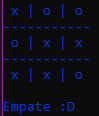 x | o | o
-----------
o | x | x
-----------
x | x | o
Empate :D